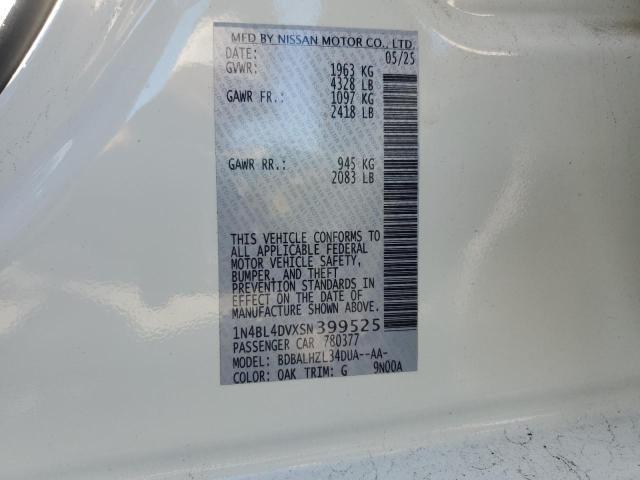 MFD BY NISSAN MOTOR CO., LTD.
DATE: 05/25
GVWR: 1963 KG
4328 LB
GAWR FR.: 1097 KG
2418 LB
GAWR RR.: 945 KG
2083 LB
THIS VEHICLE CONFORMS TO
ALL APPLICABLE FEDERAL
MOTOR VEHICLE SAFETY,
BUMPER, AND THEFT
PREVENTION STANDARDS IN
EFFECT ON THE DATE OF
MANUFACTURE SHOWN ABOVE.
1N4BL4DVXSN399525
PASSENGER CAR 780377
MODEL: BDBALHZL34DUA--AA-
COLOR: OAK TRIM: G 9N00A